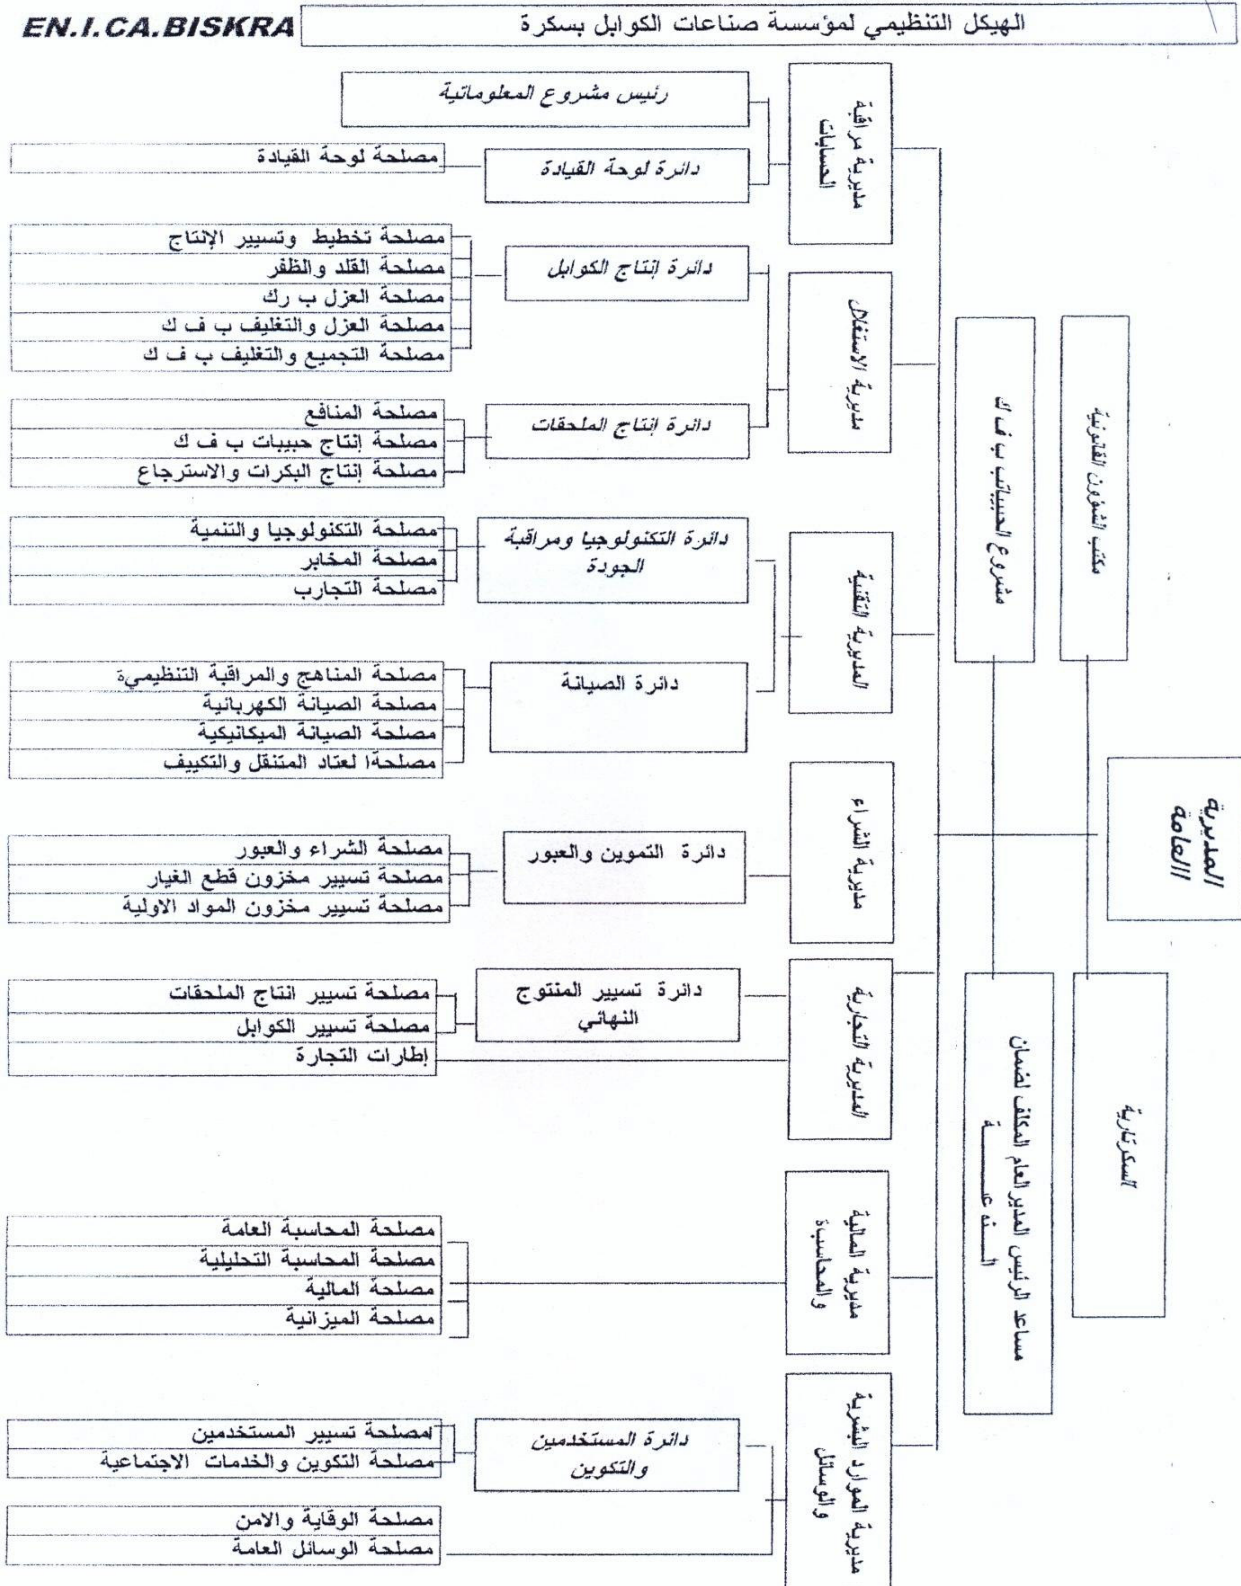 الهيكل التنظيمي لمؤسسة صناعات الكوابل بسكرة
EN.I.CA.BISKRA
المديرية
االعامة
مكتب الشؤون القانونية
السكرتارية
مشروع الحبيباتب ب ف ك
مساعد الرئيس المدير العام المكلف لضمان
مديرية مراقبة
الحسابات
رئيس مشروع المعلوماتية
دائرة لوحة القيادة
مصلحة لوحة القيادة
مديرية الاستغلال
دائرة إنتاج الكوابل
مصلحة تخطيط وتسيير الإنتاج
مصلحة القلد والظفر
مصلحة العزل ب رك
مصلحة العزل والتغليف ب ف ك
مصلحة التجميع والتغليف ب ف ك
دائرة إنتاج الملحقات
مصلحة المنافع
مصلحة إنتاج حبيبات ب ف ك
مصلحة إنتاج البكرات والاسترجاع
المديرية التقنية
دائرة التكنولوجيا ومراقبة
الجودة
مصلحة التكنولوجيا والتنمية
مصلحة المخابر
مصلحة التجارب
دائرة الصيانة
مصلحة المناهج والمراقبة التنظيمية
مصلحة الصيانة الكهربائية
مصلحة الصيانة الميكانيكية
مصلحةا لعتاد المتنقل والتكييف
مديرية الشراء
دائرة التموين والعبور
مصلحة الشراء والعبور
مصلحة تسيير مخزون قطع الغيار
مصلحة تسيير مخزون المواد الاولية
المديرية التجارية
دائرة تسيير المنتوج
النهائي
مصلحة تسيير انتاج الملحقات
مصلحة تسيير الكوابل
إطارات التجارة
مديرية المالية
والمحاسبة
مصلحة المحاسبة العامة
مصلحة المحاسبة التحليلية
مصلحة المالية
مصلحة الميزانية
مديرية الموارد البشرية
والوسائل
دائرة المستخدمين
والتكوين
مصلحة تسيير المستخدمين
مصلحة التكوين والخدمات الاجتماعية
مصلحة الوقاية والامن
مصلحة الوسائل العامة